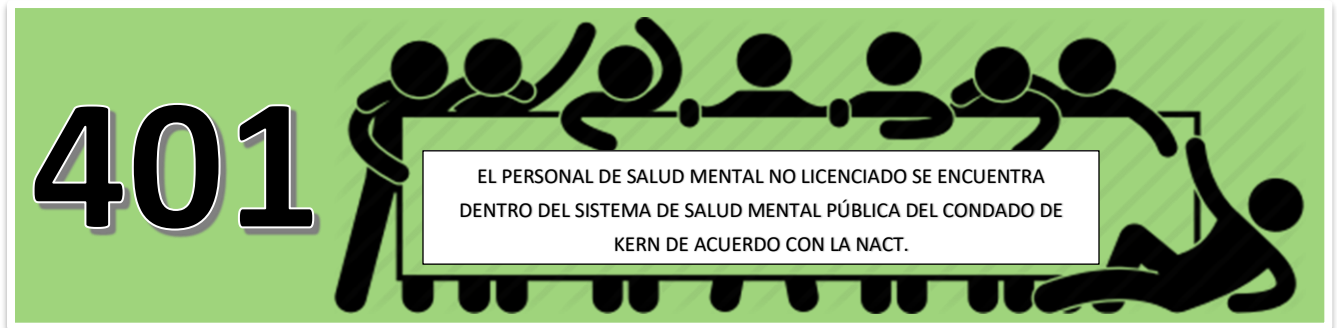 401
EL PERSONAL DE SALUD MENTAL NO LICENCIADO SE ENCUENTRA
DENTRO DEL SISTEMA DE SALUD MENTAL PÚBLICA DEL CONDADO DE
KERN DE ACUERDO CON LA NACT.